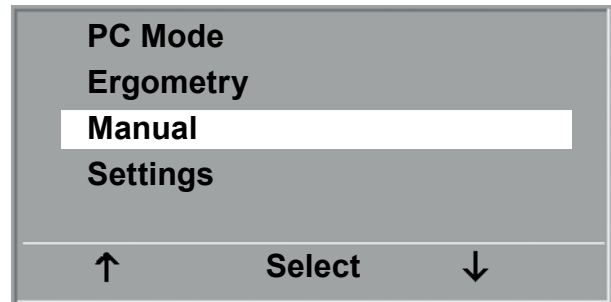 PC Mode
Ergometry
Manual
Settings
↑ Select ↓